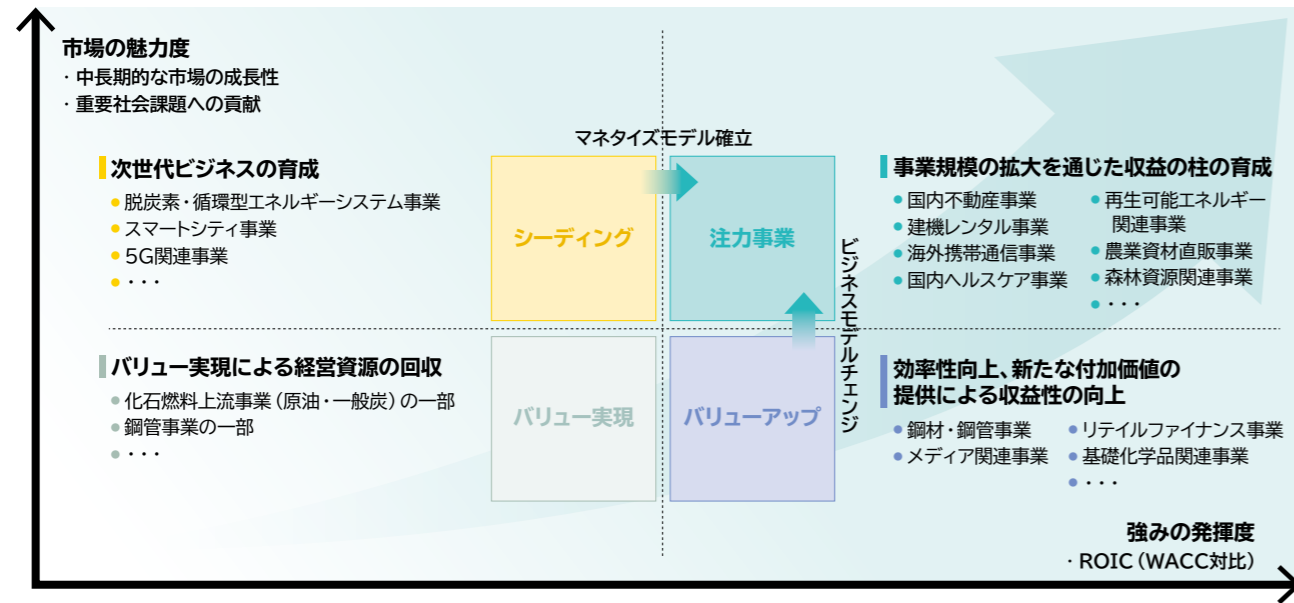 市場の魅力度
・中長期的な市場の成長性
・重要社会課題への貢献
マネタイズモデル確立
次世代ビジネスの育成
● 脱炭素・循環型エネルギーシステム事業
● スマートシティ事業
● 5G関連事業
● ・・・
シーディング
注力事業
事業規模の拡大を通じた収益の柱の育成
● 国内不動産事業
● 建機レンタル事業
● 海外携帯通信事業
● 国内ヘルスケア事業
● 再生可能エネルギー
関連事業
● 農業資材直販事業
● 森林資源関連事業
● ・・・
ビジネスモデルチェンジ
バリュー実現による経営資源の回収
● 化石燃料上流事業（原油・一般炭）の一部
● 鋼管事業の一部
● ・・・
バリュー実現
バリューアップ
効率性向上、新たな付加価値の
提供による収益性の向上
● 鋼材・鋼管事業
● メディア関連事業
● リテイルファイナンス事業
● 基礎化学品関連事業
● ・・・
強みの発揮度
・ROIC（WACC対比）